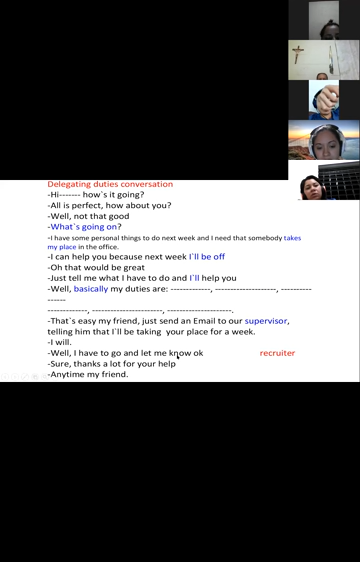 Delegating duties conversation
-Hi------- how`s it going?
-All is perfect, how about you?
-Well, not that good
-What`s going on?
-I have some personal things to do next week and I need that somebody takes
my place in the office.
-I can help you because next week I´ll be off
-Oh that would be great
-Just tell me what I have to do and I´ll help you
-Well, basically my duties are: -------------, --------------------, ----------
------
-------------, -----------------------, ---------------------.
-That`s easy my friend, just send an Email to our supervisor,
telling him that I´ll be taking your place for a week.
-I will.
-Well, I have to go and let me know ok recruiter
-Sure, thanks a lot for your help
-Anytime my friend.